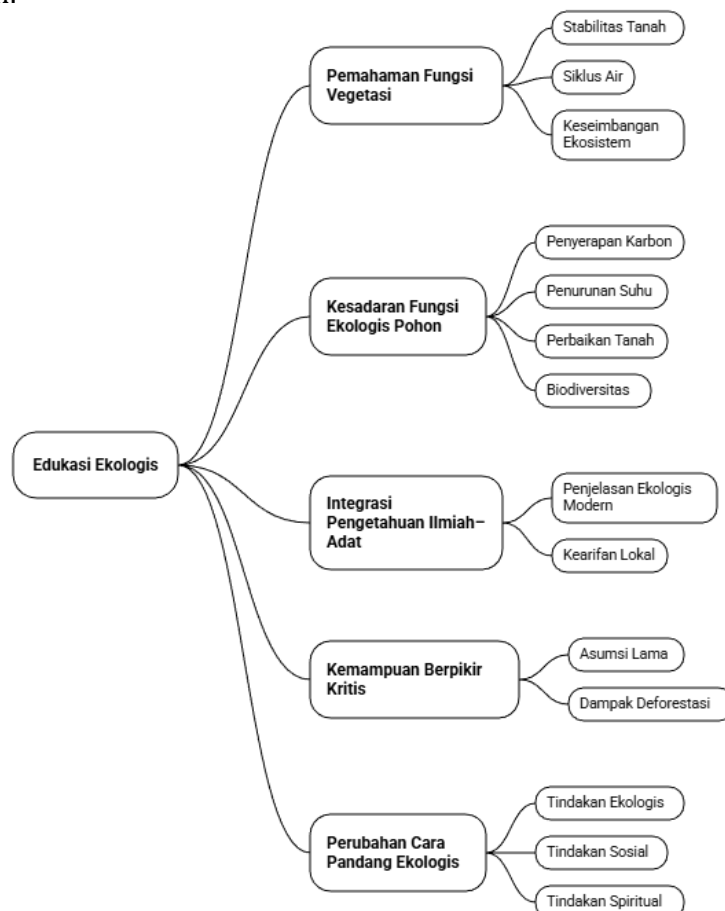 Stabilitas Tanah
Pemahaman Fungsi
Vegetasi
Siklus Air
Keseimbangan
Ekosistem
Penyerapan Karbon
Kesadaran Fungsi
Ekologis Pohon
Penurunan Suhu
Perbaikan Tanah
Biodiversitas
Edukasi Ekologis
Integrasi
Pengetahuan Ilmiah–
Adat
Penjelasan Ekologis
Modern
Kearifan Lokal
Kemampuan Berpikir
Kritis
Asumsi Lama
Dampak Deforestasi
Perubahan Cara
Pandang Ekologis
Tindakan Ekologis
Tindakan Sosial
Tindakan Spiritual